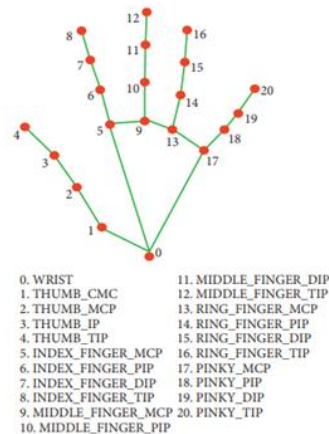 12
16
8
11
15
7
20
10
6
14
19
4
5
9
13
18
3
17
2
1
0
0. WRIST
1. THUMB_CMC
2. THUMB_MCP
3. THUMB_IP
4. THUMB_TIP
5. INDEX_FINGER_MCP
6. INDEX_FINGER_PIP
7. INDEX_FINGER_DIP
8. INDEX_FINGER_TIP
9. MIDDLE_FINGER_MCP
10. MIDDLE_FINGER_PIP
11. MIDDLE_FINGER_DIP
12. MIDDLE_FINGER_TIP
13. RING_FINGER_MCP
14. RING_FINGER_PIP
15. RING_FINGER_DIP
16. RING_FINGER_TIP
17. PINKY_MCP
18. PINKY_PIP
19. PINKY_DIP
20. PINKY_TIP